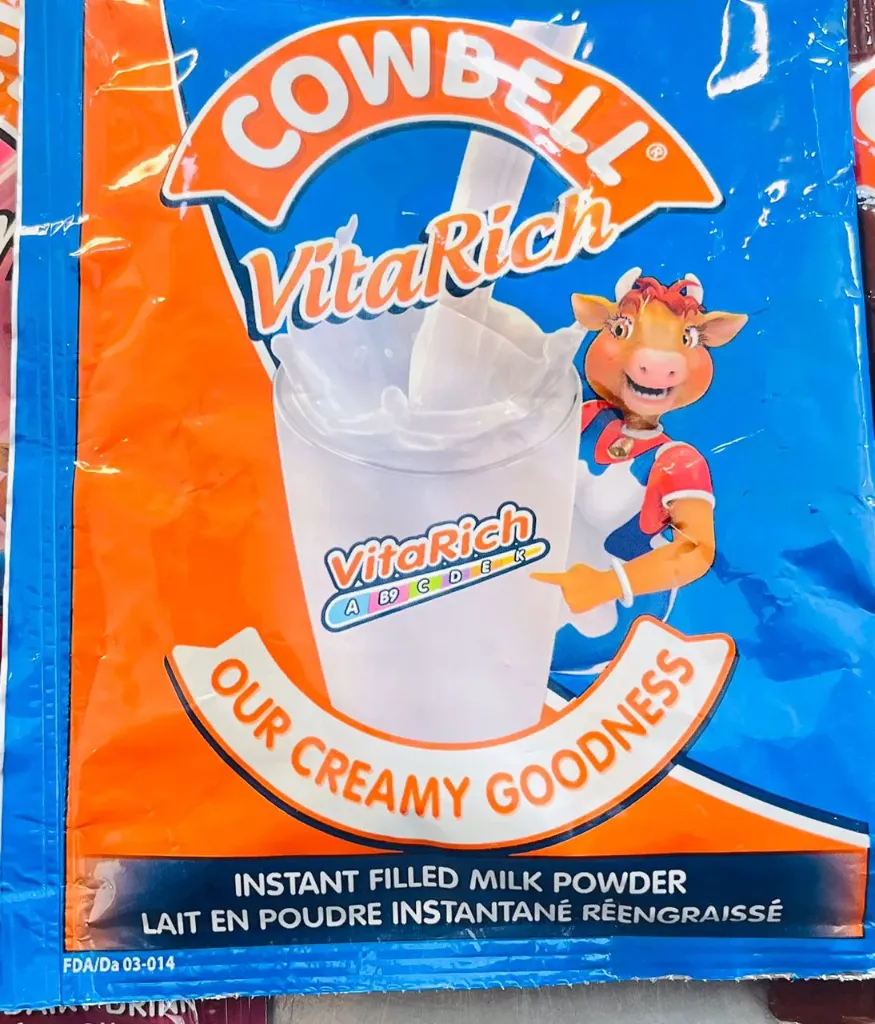 COWBELL®
VitaRich
VitaRich
A B9 C D E K
OUR CREAMY GOODNESS
INSTANT FILLED MILK POWDER
LAIT EN POUDRE INSTANTANÉ RÉENGRAISSÉ
FDA/Da 03-014